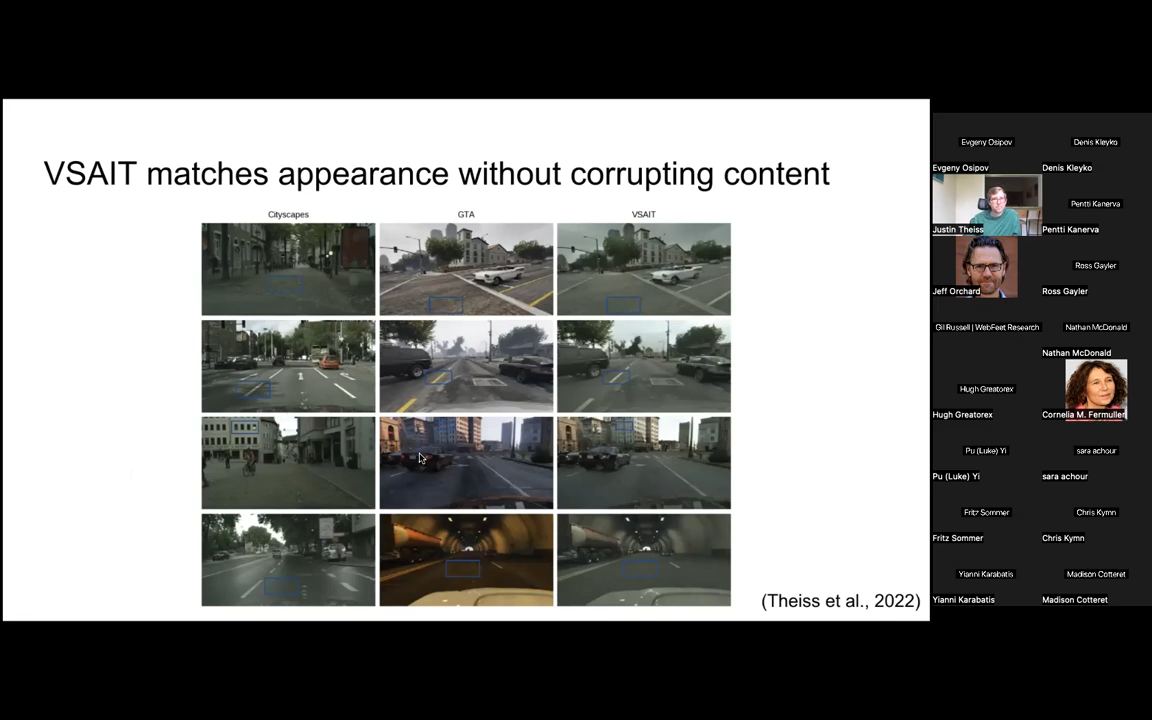 VSAIT matches appearance without corrupting content
Cityscapes
GTA
VSAIT
(Theiss et al., 2022)
Evgeny Osipov
Denis Kleyko
Evgeny Osipov
Denis Kleyko
Pentti Kanerva
Justin Theiss
Pentti Kanerva
Ross Gayler
Jeff Orchard
Ross Gayler
Gil Russell | WebFeet Research
Nathan McDonald
Nathan McDonald
Hugh Greatorex
Hugh Greatorex
Cornelia M. Fermuller
Pu (Luke) Yi
sara achour
Pu (Luke) Yi
sara achour
Fritz Sommer
Chris Kymn
Fritz Sommer
Chris Kymn
Yianni Karabatis
Madison Cotteret
Yianni Karabatis
Madison Cotteret